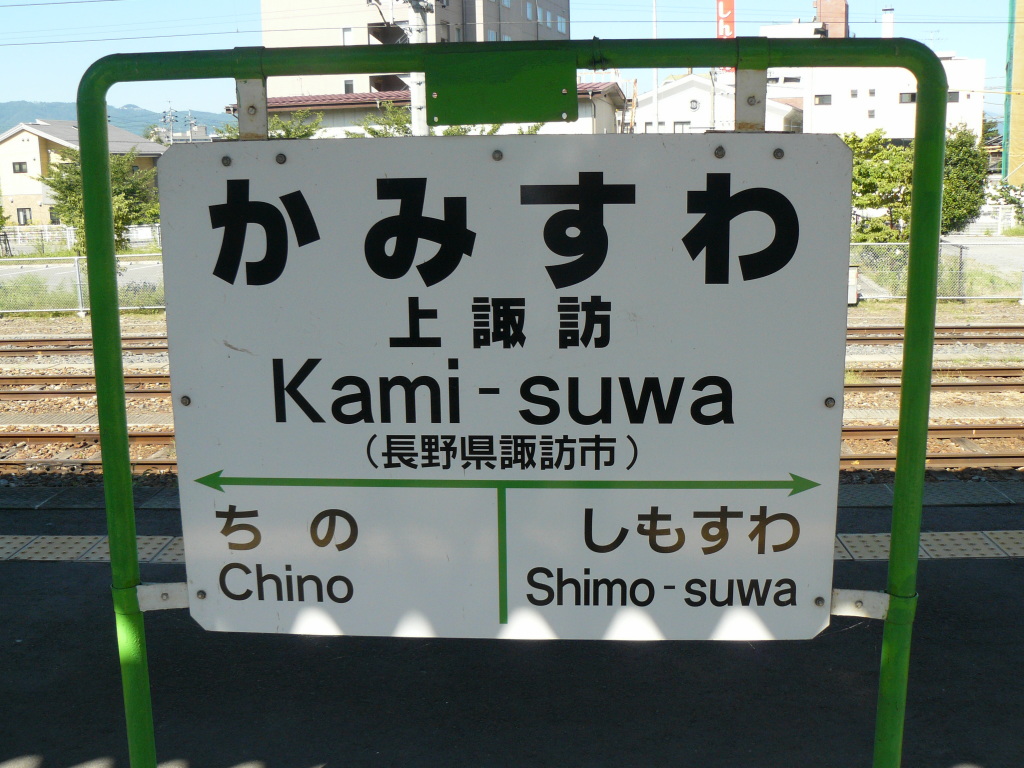 かみすわ
上諏訪
Kami-suwa
（長野県諏訪市）
ちの しもすわ
Chino Shimo-suwa